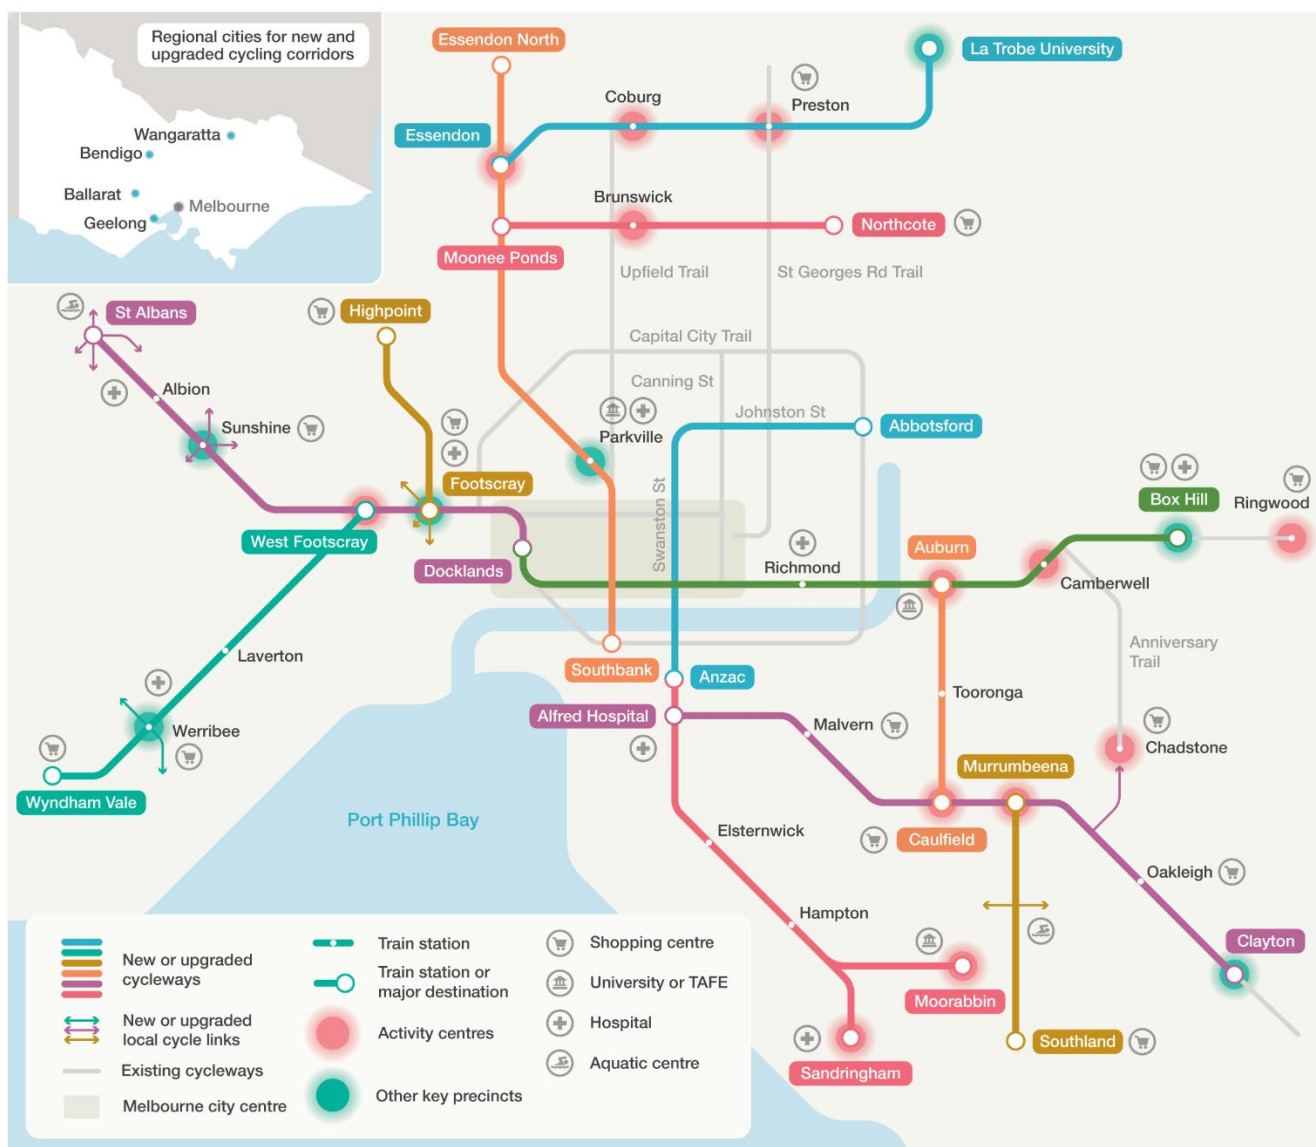 Regional cities for new and
upgraded cycling corridors
Wangaratta
Bendigo
Ballarat
Melbourne
Geelong
Essendon North
La Trobe University
Coburg
Preston
Essendon
Brunswick
Northcote
Moonee Ponds
Upfield Trail
St Georges Rd Trail
St Albans
Highpoint
Capital City Trail
Canning St
Albion
Johnston St
Sunshine
Parkville
Abbotsford
Footscray
Swanston St
Box Hill
Ringwood
West Footscray
Docklands
Richmond
Auburn
Camberwell
Laverton
Southbank
Anzac
Anniversary
Trail
Tooronga
Alfred Hospital
Malvern
Werribee
Chadstone
Murrumbeena
Wyndham Vale
Port Phillip Bay
Elsternwick
Caulfield
Oakleigh
Hampton
Clayton
Moorabbin
Southland
Sandringham
New or upgraded
cycleways
New or upgraded
local cycle links
Existing cycleways
Melbourne city centre
Train station
Train station or
major destination
Activity centres
Other key precincts
Shopping centre
University or TAFE
Hospital
Aquatic centre